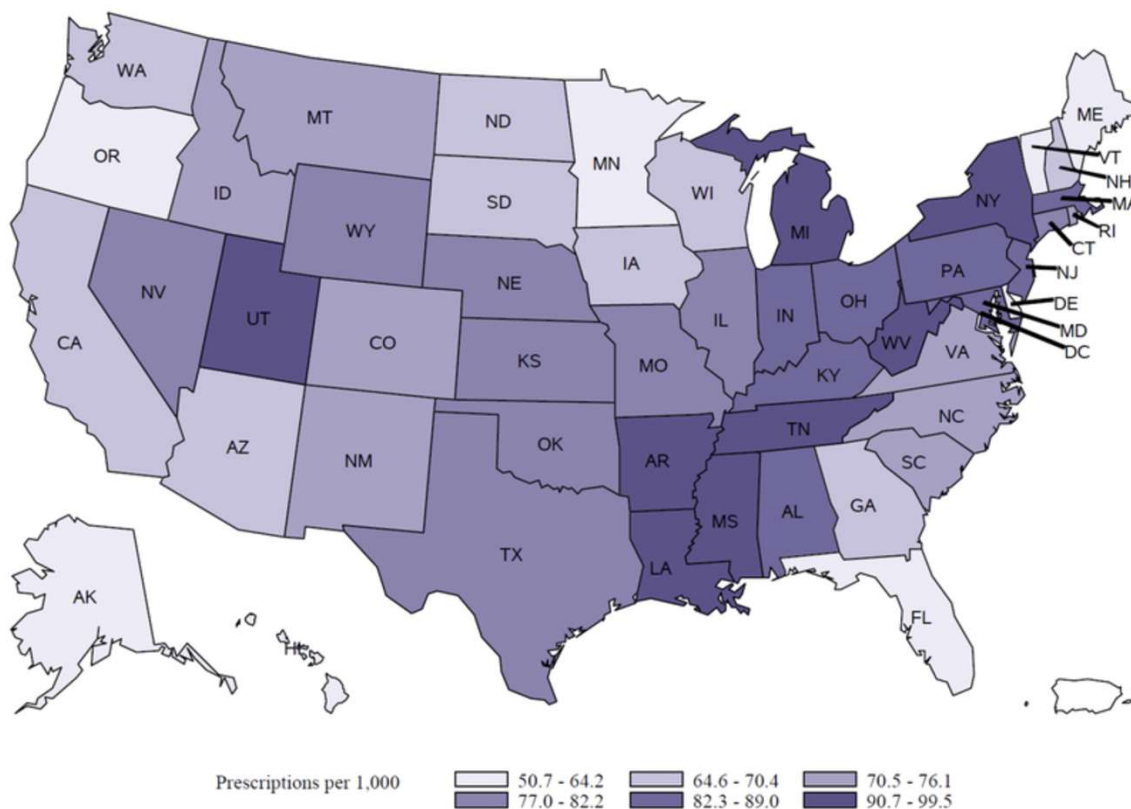 WA
MT
ND
MN
ME
OR
VT
ID
SD
WI
NH
NY
MA
WY
MI
RI
CT
IA
PA
NE
NJ
NV
OH
DE
UT
IL
IN
MD
CA
CO
WV
VA
DC
KS
MO
KY
NC
TN
AZ
NM
OK
AR
SC
GA
MS
AL
TX
LA
AK
FL
HI
Prescriptions per 1,000 50.7 - 64.2 64.6 - 70.4 70.5 - 76.1
77.0 - 82.2 82.3 - 89.0 90.7 - 99.5